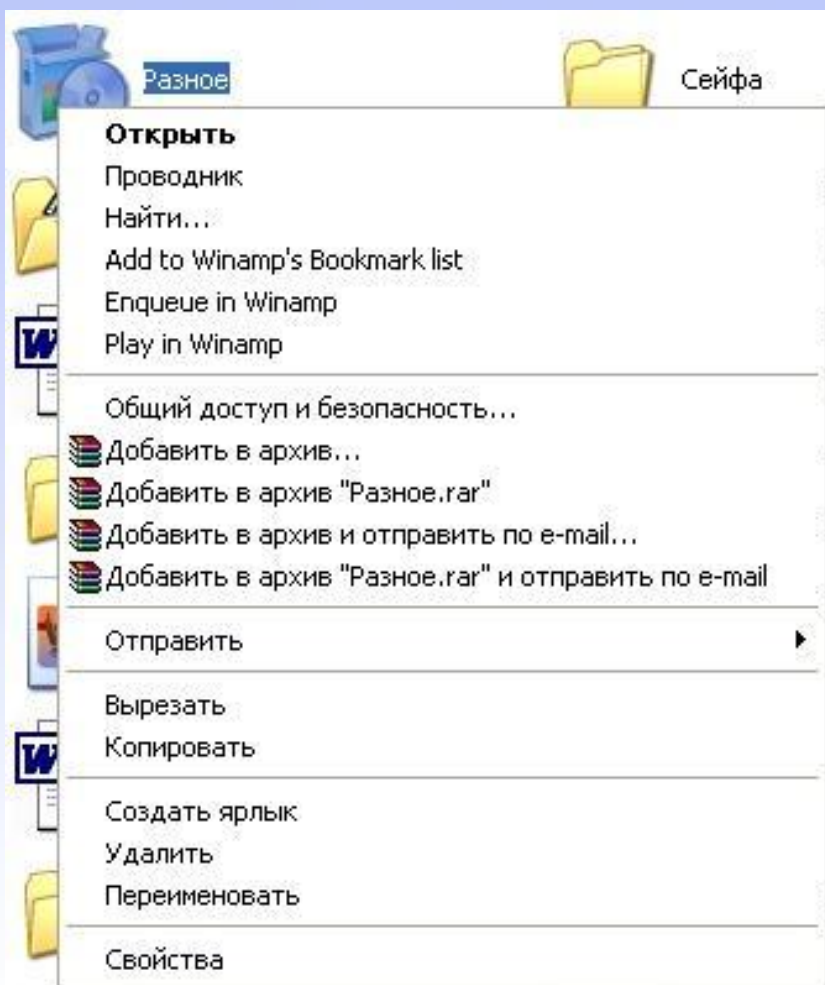 Разное
Сейфа
Открыть
Проводник
Найти...
Add to Winamp's Bookmark list
Enqueue in Winamp
Play in Winamp
Общий доступ и безопасность...
Добавить в архив...
Добавить в архив "Разное.rar"
Добавить в архив и отправить по e-mail...
Добавить в архив "Разное.rar" и отправить по e-mail
Отправить
Вырезать
Копировать
Создать ярлык
Удалить
Переименовать
Свойства